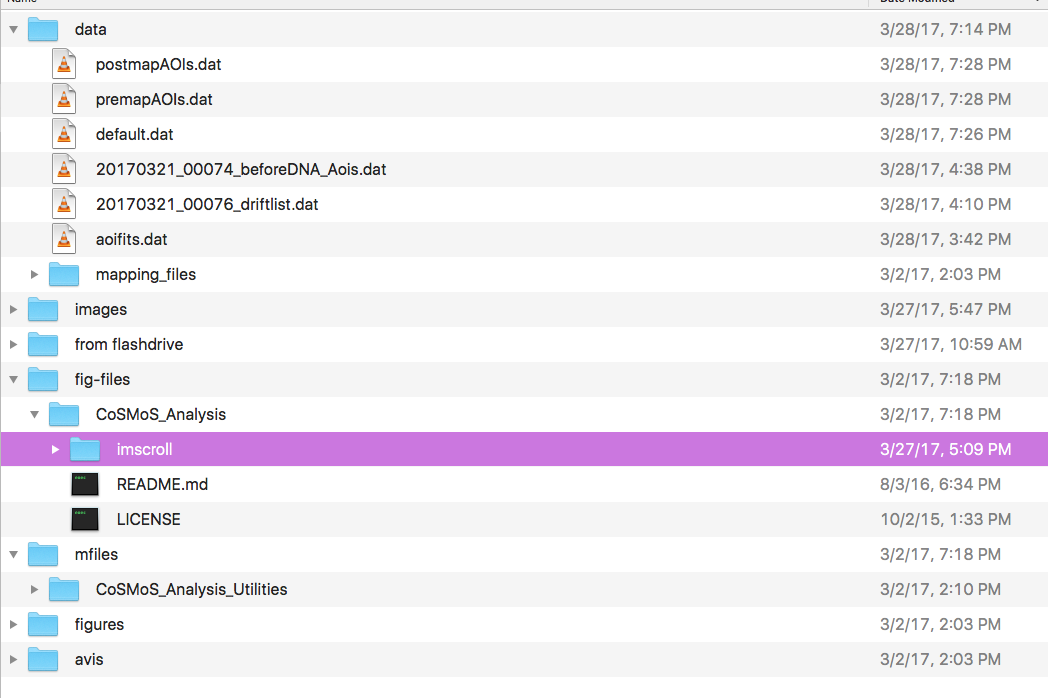 Name Date Modified
data 3/28/17, 7:14 PM
postmapAOIs.dat 3/28/17, 7:28 PM
premapAOIs.dat 3/28/17, 7:28 PM
default.dat 3/28/17, 7:26 PM
20170321_00074_beforeDNA_Aois.dat 3/28/17, 4:38 PM
20170321_00076_driftlist.dat 3/28/17, 4:10 PM
aoifits.dat 3/28/17, 3:42 PM
mapping_files 3/2/17, 2:03 PM
images 3/27/17, 5:47 PM
from flashdrive 3/27/17, 10:59 AM
fig-files 3/2/17, 7:18 PM
CoSMoS_Analysis 3/2/17, 7:18 PM
imscroll 3/27/17, 5:09 PM
README.md 8/3/16, 6:34 PM
LICENSE 10/2/15, 1:33 PM
mfiles 3/2/17, 7:18 PM
CoSMoS_Analysis_Utilities 3/2/17, 2:10 PM
figures 3/2/17, 2:03 PM
avis 3/2/17, 2:03 PM